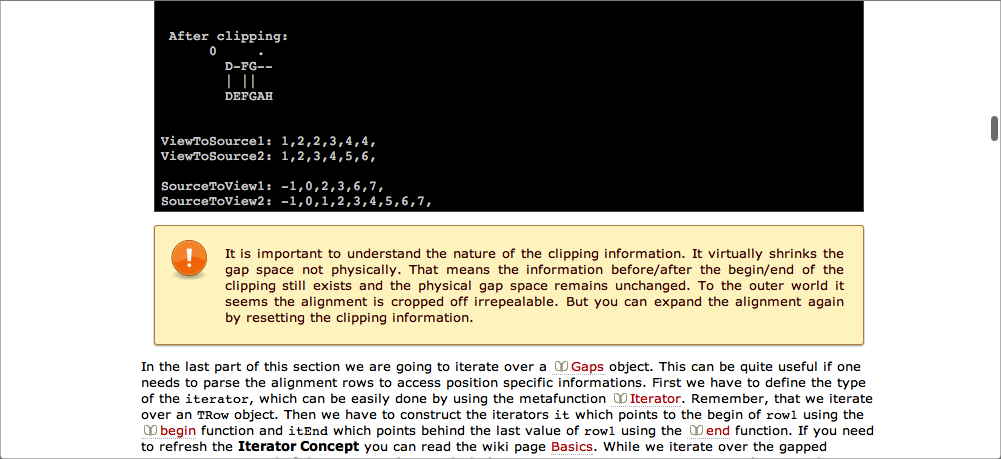 After clipping:
0 .
D-FG--
| ||
DEFGAH
ViewToSource1: 1,2,2,3,4,4,
ViewToSource2: 1,2,3,4,5,6,
SourceToView1: -1,0,2,3,6,7,
SourceToView2: -1,0,1,2,3,4,5,6,7,
It is important to understand the nature of the clipping information. It virtually shrinks the
gap space not physically. That means the information before/after the begin/end of the
clipping still exists and the physical gap space remains unchanged. To the outer world it
seems the alignment is cropped off irrepealable. But you can expand the alignment again
by resetting the clipping information.
In the last part of this section we are going to iterate over a Gaps object. This can be quite useful if one
needs to parse the alignment rows to access position specific informations. First we have to define the type
of the iterator, which can be easily done by using the metafunction Iterator. Remember, that we iterate
over an TRow object. Then we have to construct the iterators it which points to the begin of row1 using the
begin function and itEnd which points behind the last value of row1 using the end function. If you need
to refresh the Iterator Concept you can read the wiki page Basics. While we iterate over the gapped